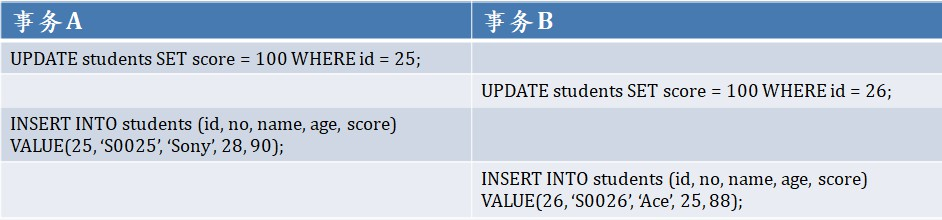 事务A
事务B
UPDATE students SET score = 100 WHERE id = 25;
UPDATE students SET score = 100 WHERE id = 26;
INSERT INTO students (id, no, name, age, score)
VALUE(25, ‘S0025’, ‘Sony’, 28, 90);
INSERT INTO students (id, no, name, age, score)
VALUE(26, ‘S0026’, ‘Ace’, 25, 88);